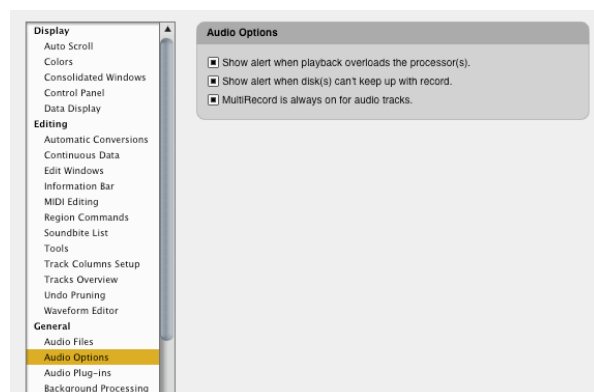 Display
Auto Scroll
Colors
Consolidated Windows
Control Panel
Data Display
Editing
Automatic Conversions
Continuous Data
Edit Windows
Information Bar
MIDI Editing
Region Commands
Soundbite List
Tools
Track Columns Setup
Tracks Overview
Undo Pruning
Waveform Editor
General
Audio Files
Audio Options
Audio Plug-ins
Background Processing
Audio Options
Show alert when playback overloads the processor(s).
Show alert when disk(s) can't keep up with record.
MultiRecord is always on for audio tracks.